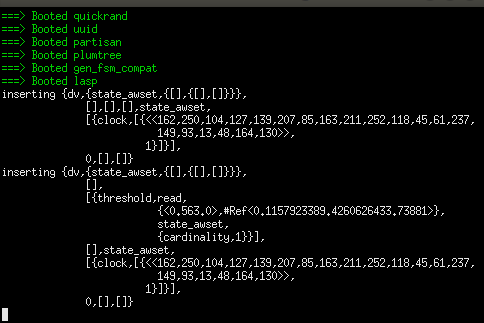 ===> Booted quickrand
===> Booted uuid
===> Booted partisan
===> Booted plumtree
===> Booted gen_fsm_compat
===> Booted lasp
inserting {dv,{state_awset,{[],{[],[]}}},
[],[],[],state_awset,
[{clock,[{<<162,250,104,127,139,207,85,163,211,252,118,45,61,237,
149,93,13,48,164,130>>,
1}]}],
0,[],[]}
inserting {dv,{state_awset,{[],{[],[]}}},
[],
[{threshold,read,
{<0.563.0>,#Ref<0.1157923389.4260626433.73881>},
state_awset,
{cardinality,1}}],
[],state_awset,
[{clock,[{<<162,250,104,127,139,207,85,163,211,252,118,45,61,237,
149,93,13,48,164,130>>,
1}]}],
0,[],[]}